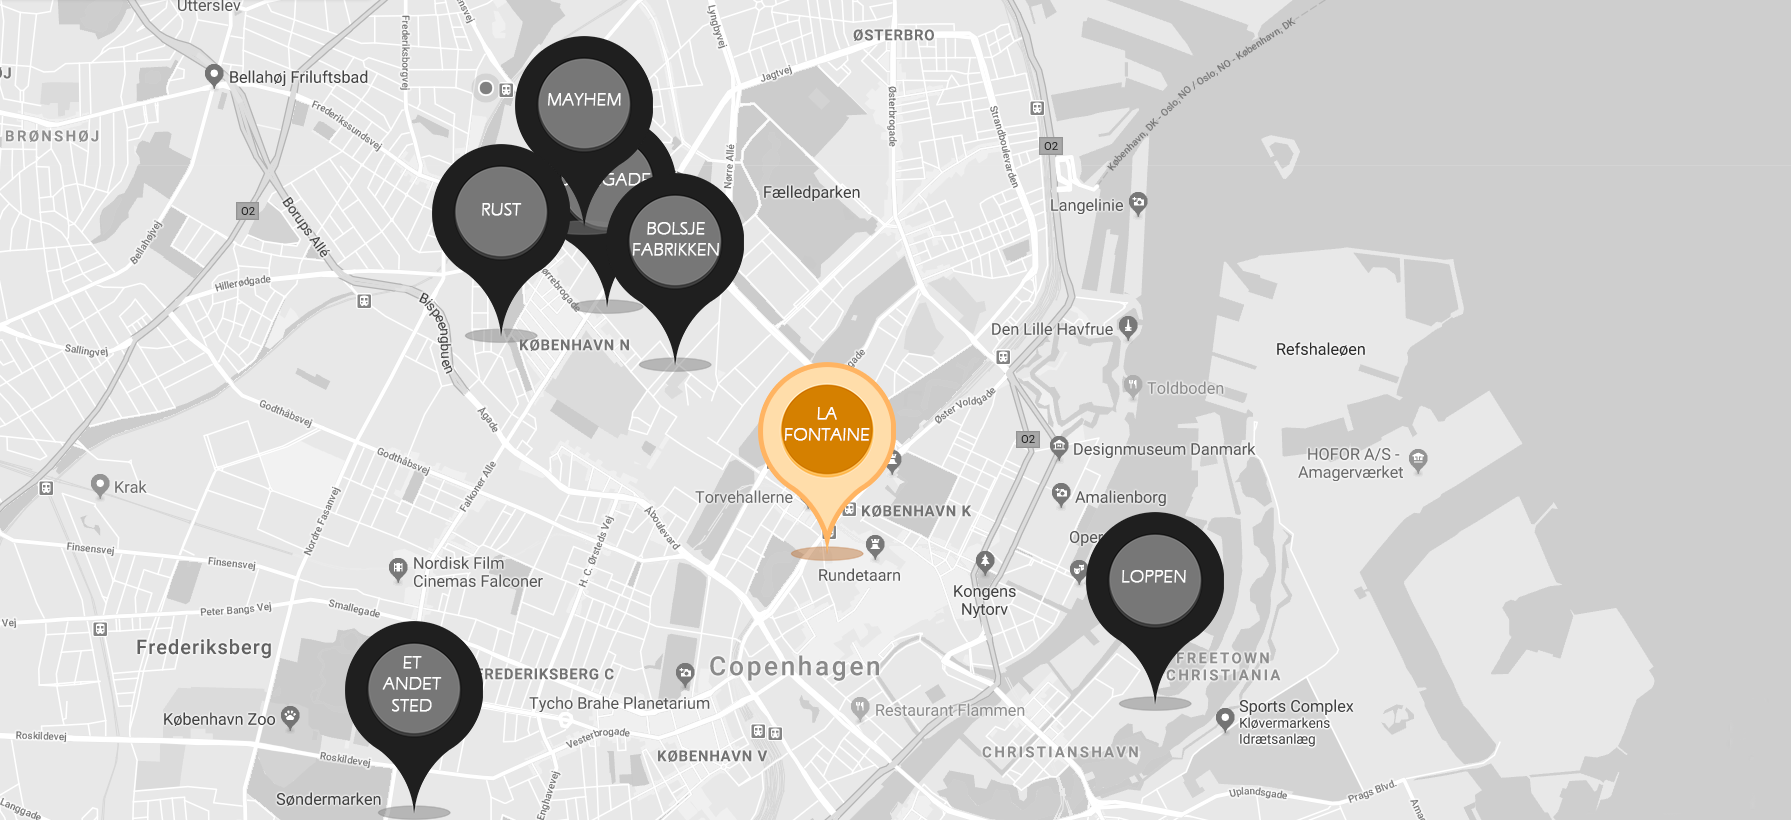 Utterslev
Frederiksborgvej
Lyngbyvej
ØSTERBRO
København, DK - Oslo, NO / Oslo, NO - København, DK
Bellahøj Friluftsbad
Jagtvej
MAYHEM
Østerbrogade
Strandboulevarden
BRØNSHØJ
Frederikssundsvej
02
Nørre Allé
GADE
Fælledparken
Langelinie
02
RUST
Borups Allé
Bellahøjvej
BOLSJE
FABRIKKEN
Hillerødgade
Bispeengbuen
Den Lille Havfrue
Refshaleøen
Sallingvej
KØBENHAVN N
Toldboden
Øster Voldgade
Godthåbsvej
Ågade
LA
FONTAINE
02
Designmuseum Danmark
HOFOR A/S -
Amagerværket
Godthåbsvej
Falkoner Alle
Krak
Torvehallerne
Amalienborg
KØBENHAVN K
Nordre Fasanvej
Åboulevard
Finsensvej
Finsensvej
H. C. Ørsteds Vej
Nordisk Film
Cinemas Falconer
Rundetaarn
Kongens
Nytorv
LOPPEN
Peter Bangs Vej
Smallegade
Vej
Frederiksberg
ET
ANDET
STED
FREDERIKSBERG C
Copenhagen
FREETOWN
CHRISTIANIA
København Zoo
Tycho Brahe Planetarium
Restaurant Flammen
Sports Complex
Kløvermarkens
Idrætsanlæg
Roskildevej
Roskildevej
Vesterbrogade
KØBENHAVN V
CHRISTIANSHAVN
Søndermarken
Enghavevej
Uplandsgade
Prags Blvd.
Langgade